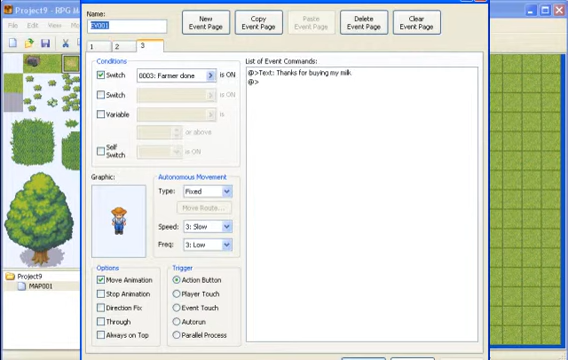 Project9 - RPG M
File
Edit
M
Name:
EV001
New
Event Page
Copy
Event Page
Paste
Event Page
Delete
Event Page
Clear
Event Page
1
2
3
Conditions
Switch
0003: Farmer done
is ON
Switch
is ON
Variable
is
or above
Self
Switch
is ON
Graphic:
Autonomous Movement
Type:
Fixed
Move Route...
Speed:
3: Slow
Freq:
3: Low
Options
Move Animation
Stop Animation
Direction Fix
Through
Always on Top
Trigger
Action Button
Player Touch
Event Touch
Autorun
Parallel Process
List of Event Commands:
@>Text: Thanks for buying my milk
@>
Project9
MAP001